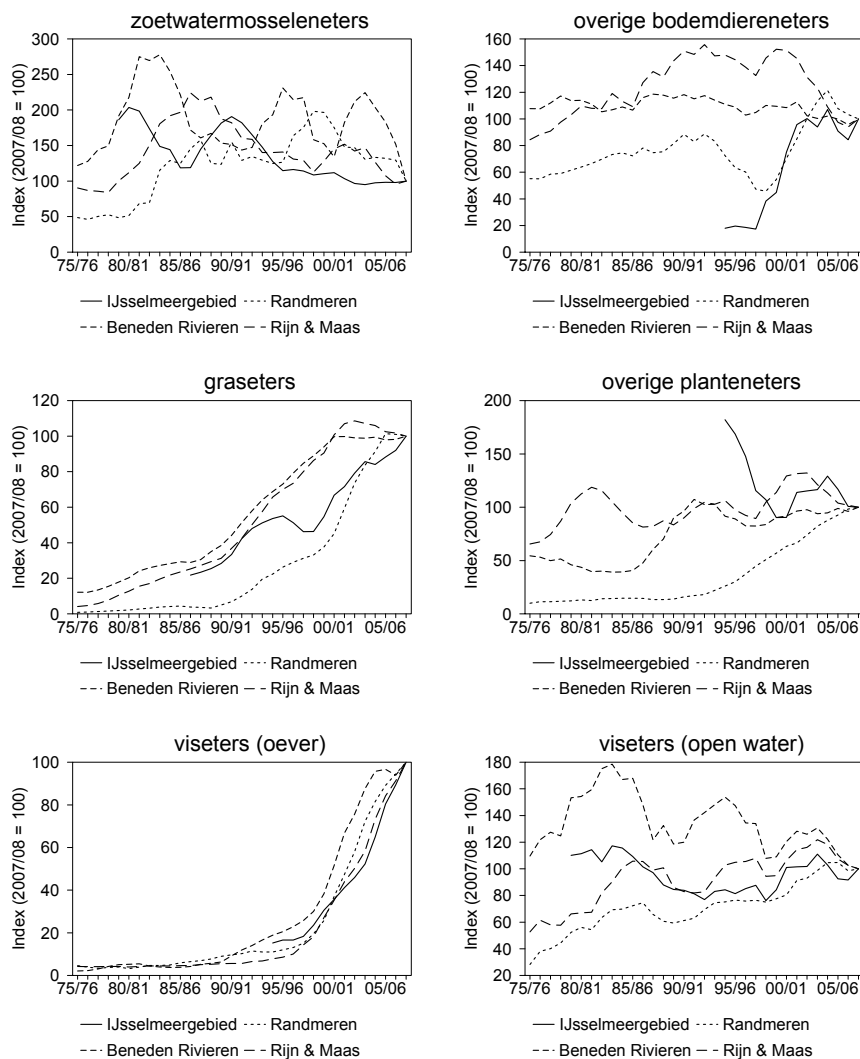 zoetwatermosseleneters
Index (2007/08 = 100)
300
250
200
150
100
50
0
75/76 80/81 85/86 90/91 95/96 00/01 05/06
IJsselmeergebied Randmeren
Beneden Rivieren Rijn & Maas
overige bodemdiereneters
Index (2007/08 = 100)
160
140
120
100
80
60
40
20
0
75/76 80/81 85/86 90/91 95/96 00/01 05/06
IJsselmeergebied Randmeren
Beneden Rivieren Rijn & Maas
graseters
Index (2007/08 = 100)
120
100
80
60
40
20
0
75/76 80/81 85/86 90/91 95/96 00/01 05/06
IJsselmeergebied Randmeren
Beneden Rivieren Rijn & Maas
overige planteneters
Index (2007/08 = 100)
200
150
100
50
0
75/76 80/81 85/86 90/91 95/96 00/01 05/06
IJsselmeergebied Randmeren
Beneden Rivieren Rijn & Maas
viseters (oever)
Index (2007/08 = 100)
100
80
60
40
20
0
75/76 80/81 85/86 90/91 95/96 00/01 05/06
IJsselmeergebied Randmeren
Beneden Rivieren Rijn & Maas
viseters (open water)
Index (2007/08 = 100)
180
160
140
120
100
80
60
40
20
75/76 80/81 85/86 90/91 95/96 00/01 05/06
IJsselmeergebied Randmeren
Beneden Rivieren Rijn & Maas